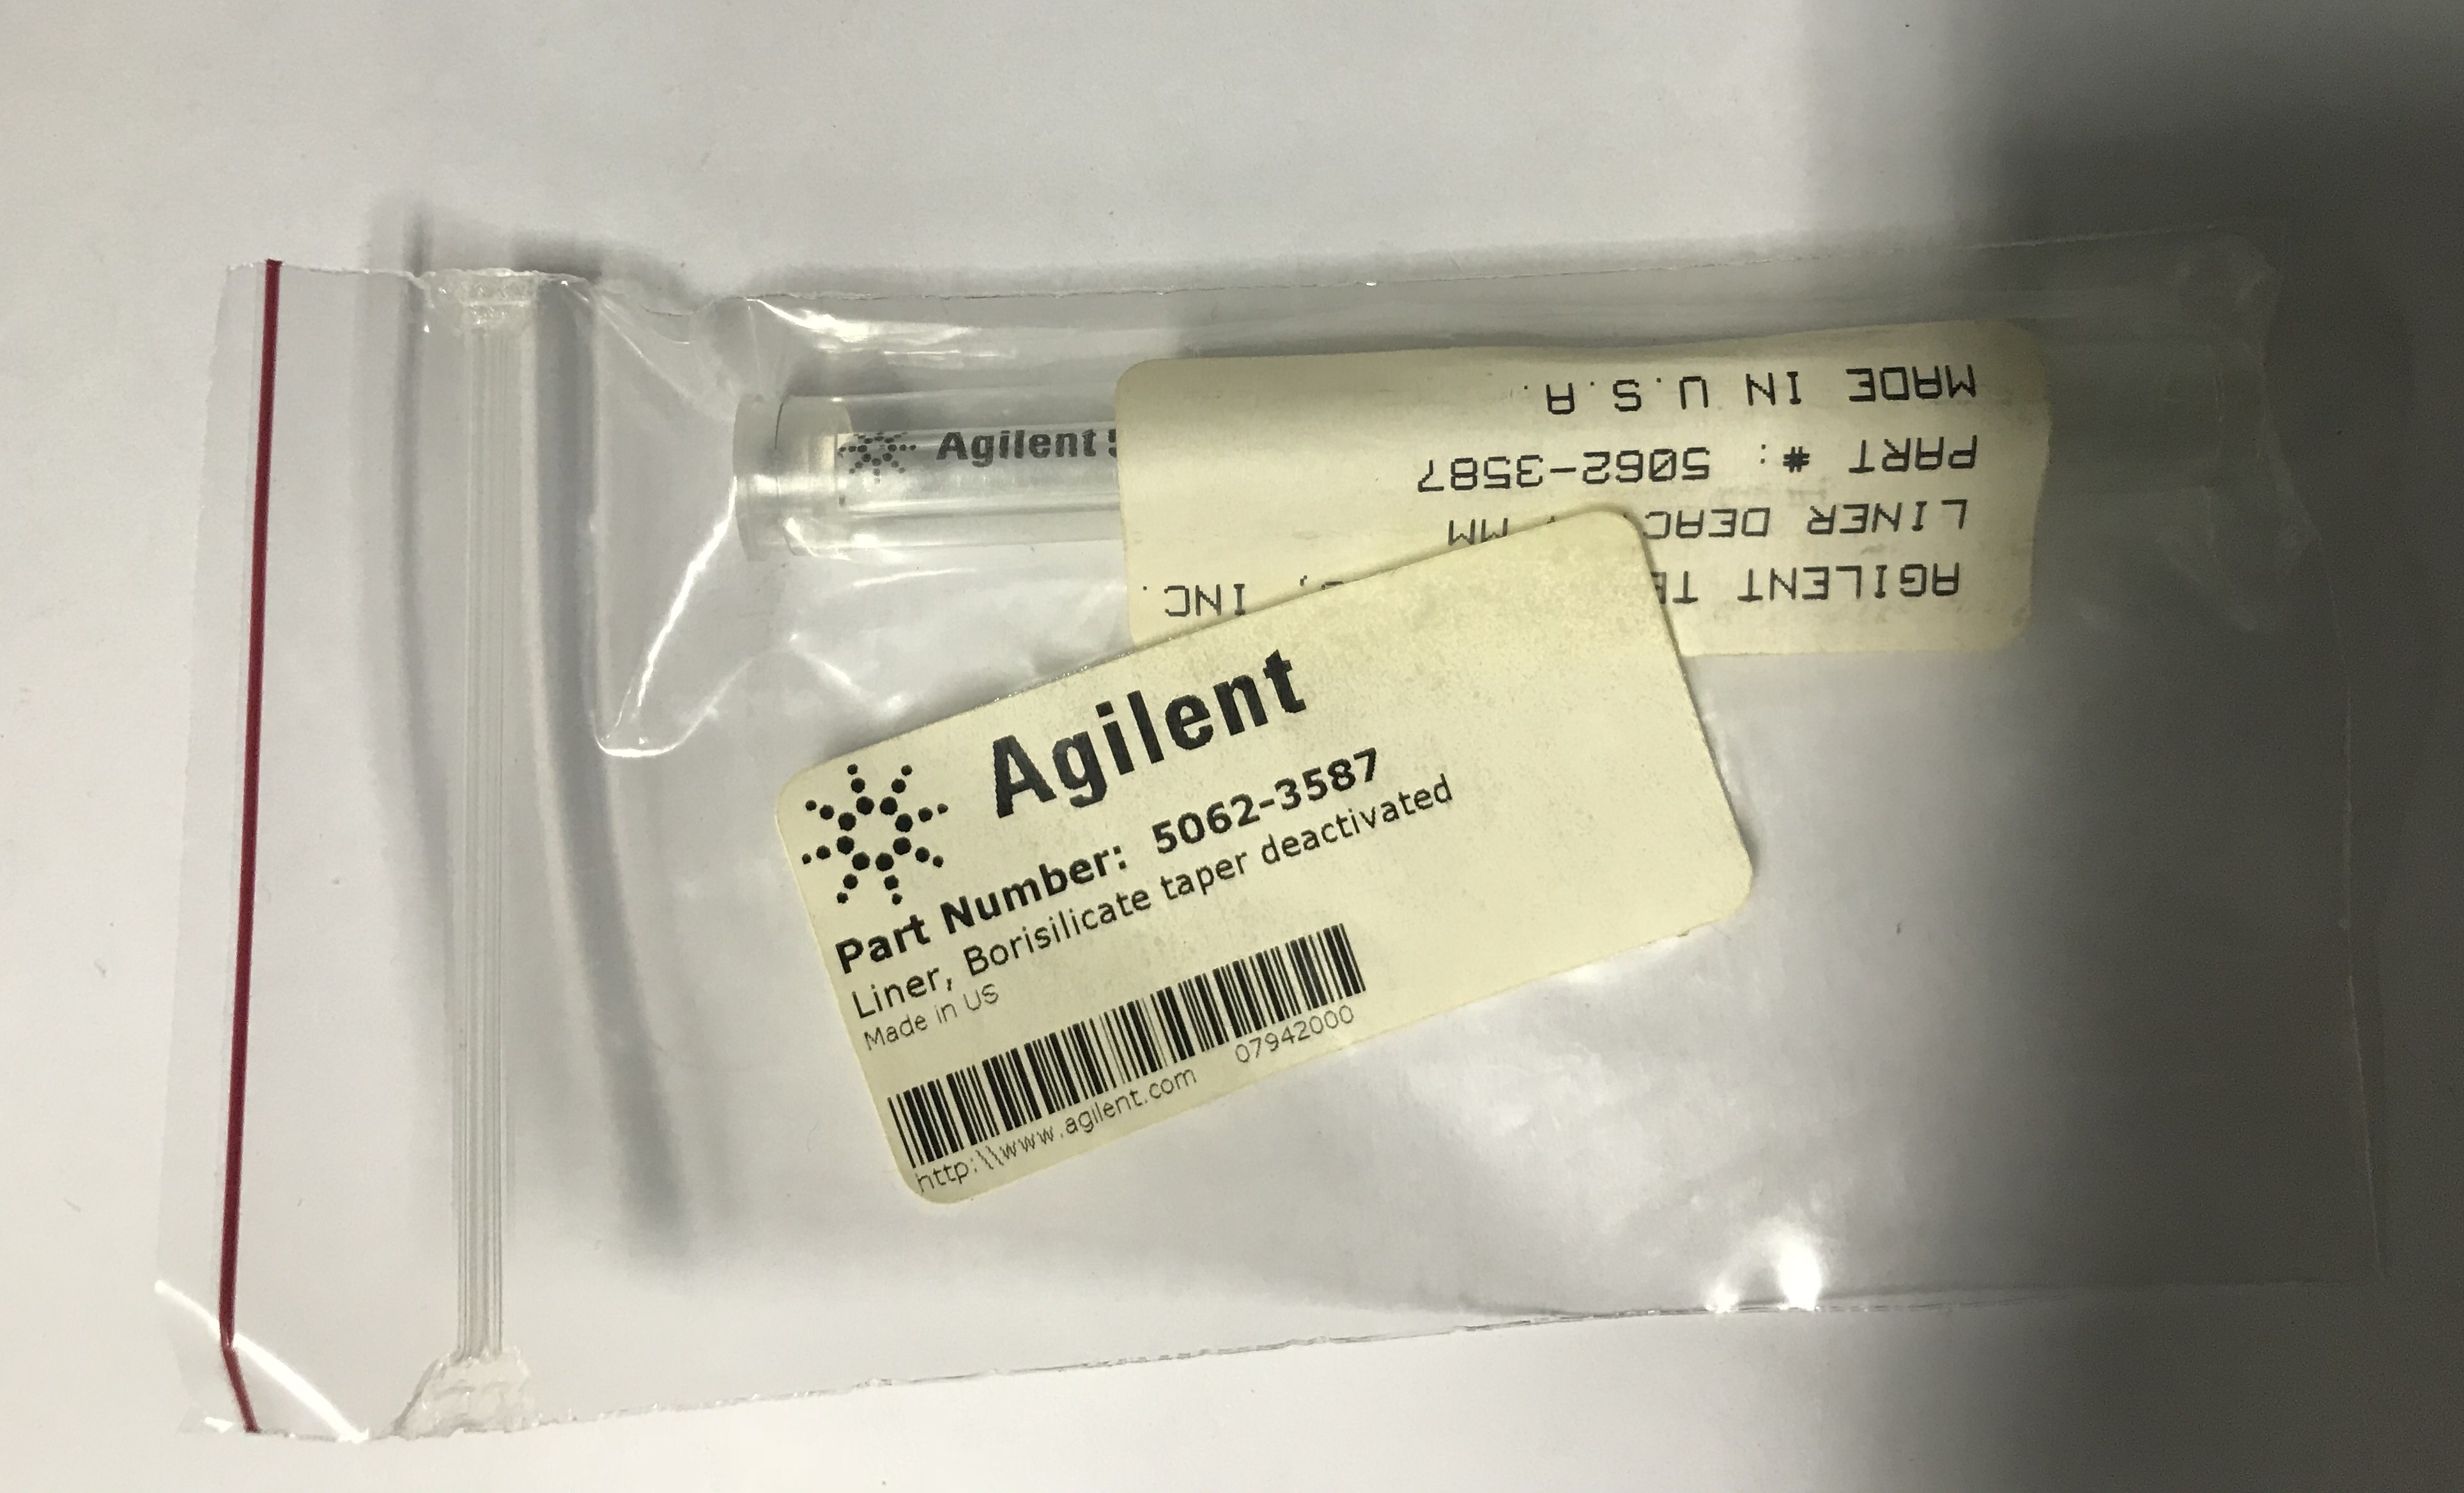 Agilent
MADE IN U.S.A.
PART #: 5062-3587
LINER DEAC MM
AGILENT INC.
Agilent
Part Number: 5062-3587
Liner, Borisilicate taper deactivated
Made in US
07942000
http:\\www.agilent.com